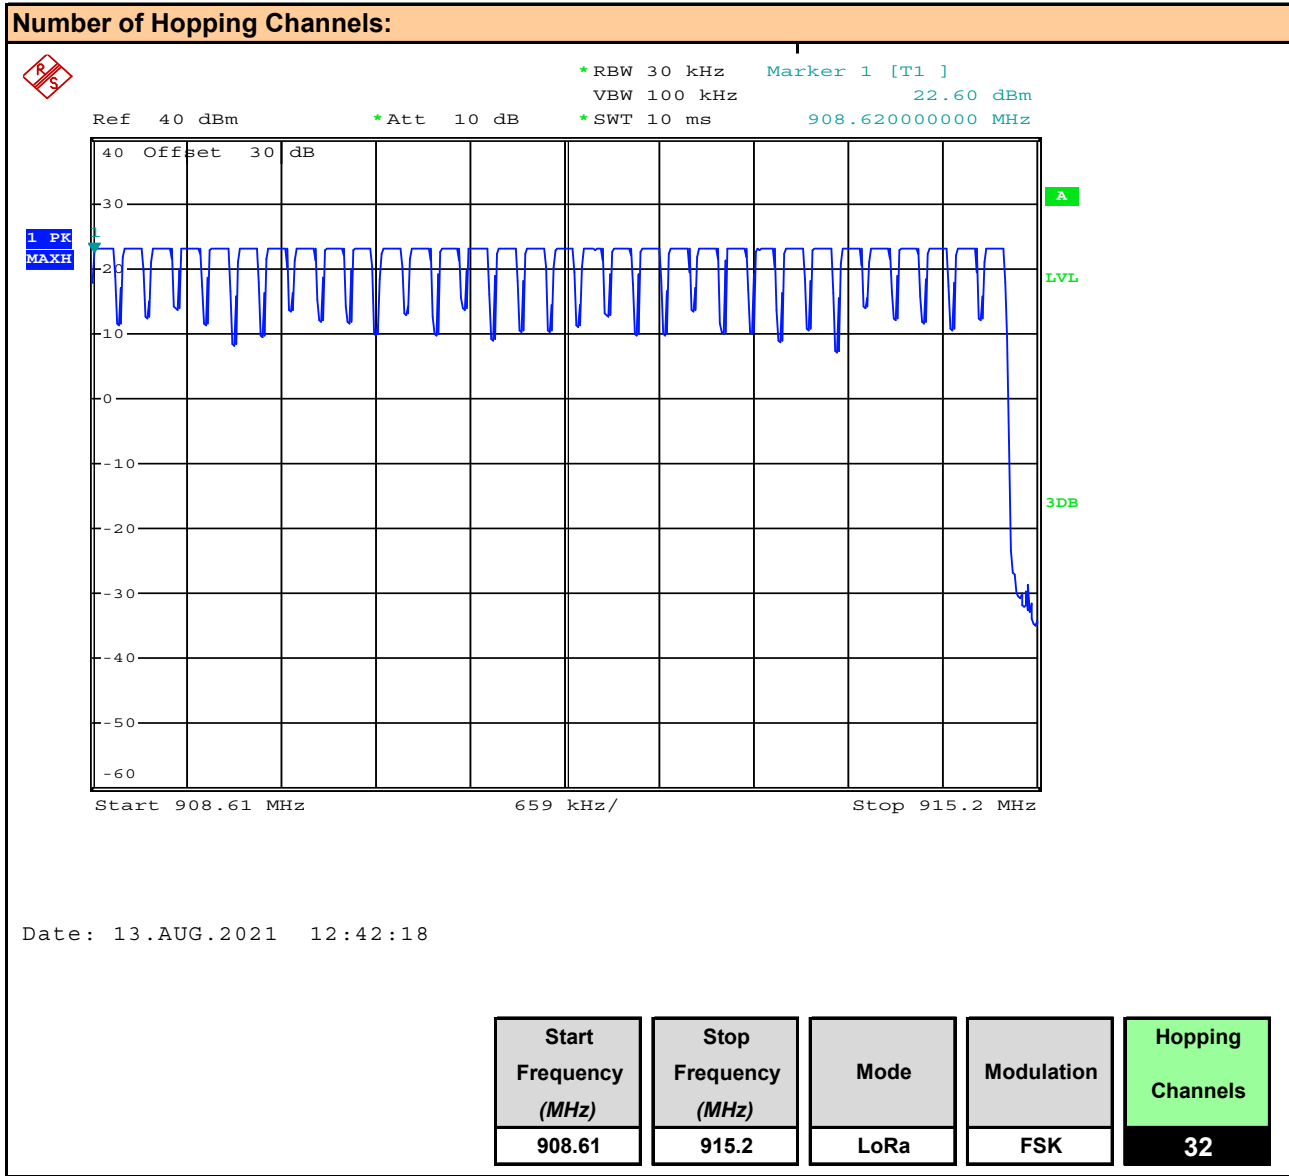 Number of Hopping Channels:
R S
*RBW 30 kHz Marker 1 [T1 ]
VBW 100 kHz 22.60 dBm
Ref 40 dBm *Att 10 dB *SWT 10 ms 908.620000000 MHz
40 Offset 30 dB
A
30
1 PK
MAXH
1
20
LVL
10
0
-10
3DB
-20
-30
-40
-50
-60
Start 908.61 MHz 659 kHz/ Stop 915.2 MHz
Date: 13.AUG.2021 12:42:18
Start Frequency (MHz) Stop Frequency (MHz) Mode Modulation Hopping Channels
908.61 915.2 LoRa FSK 32